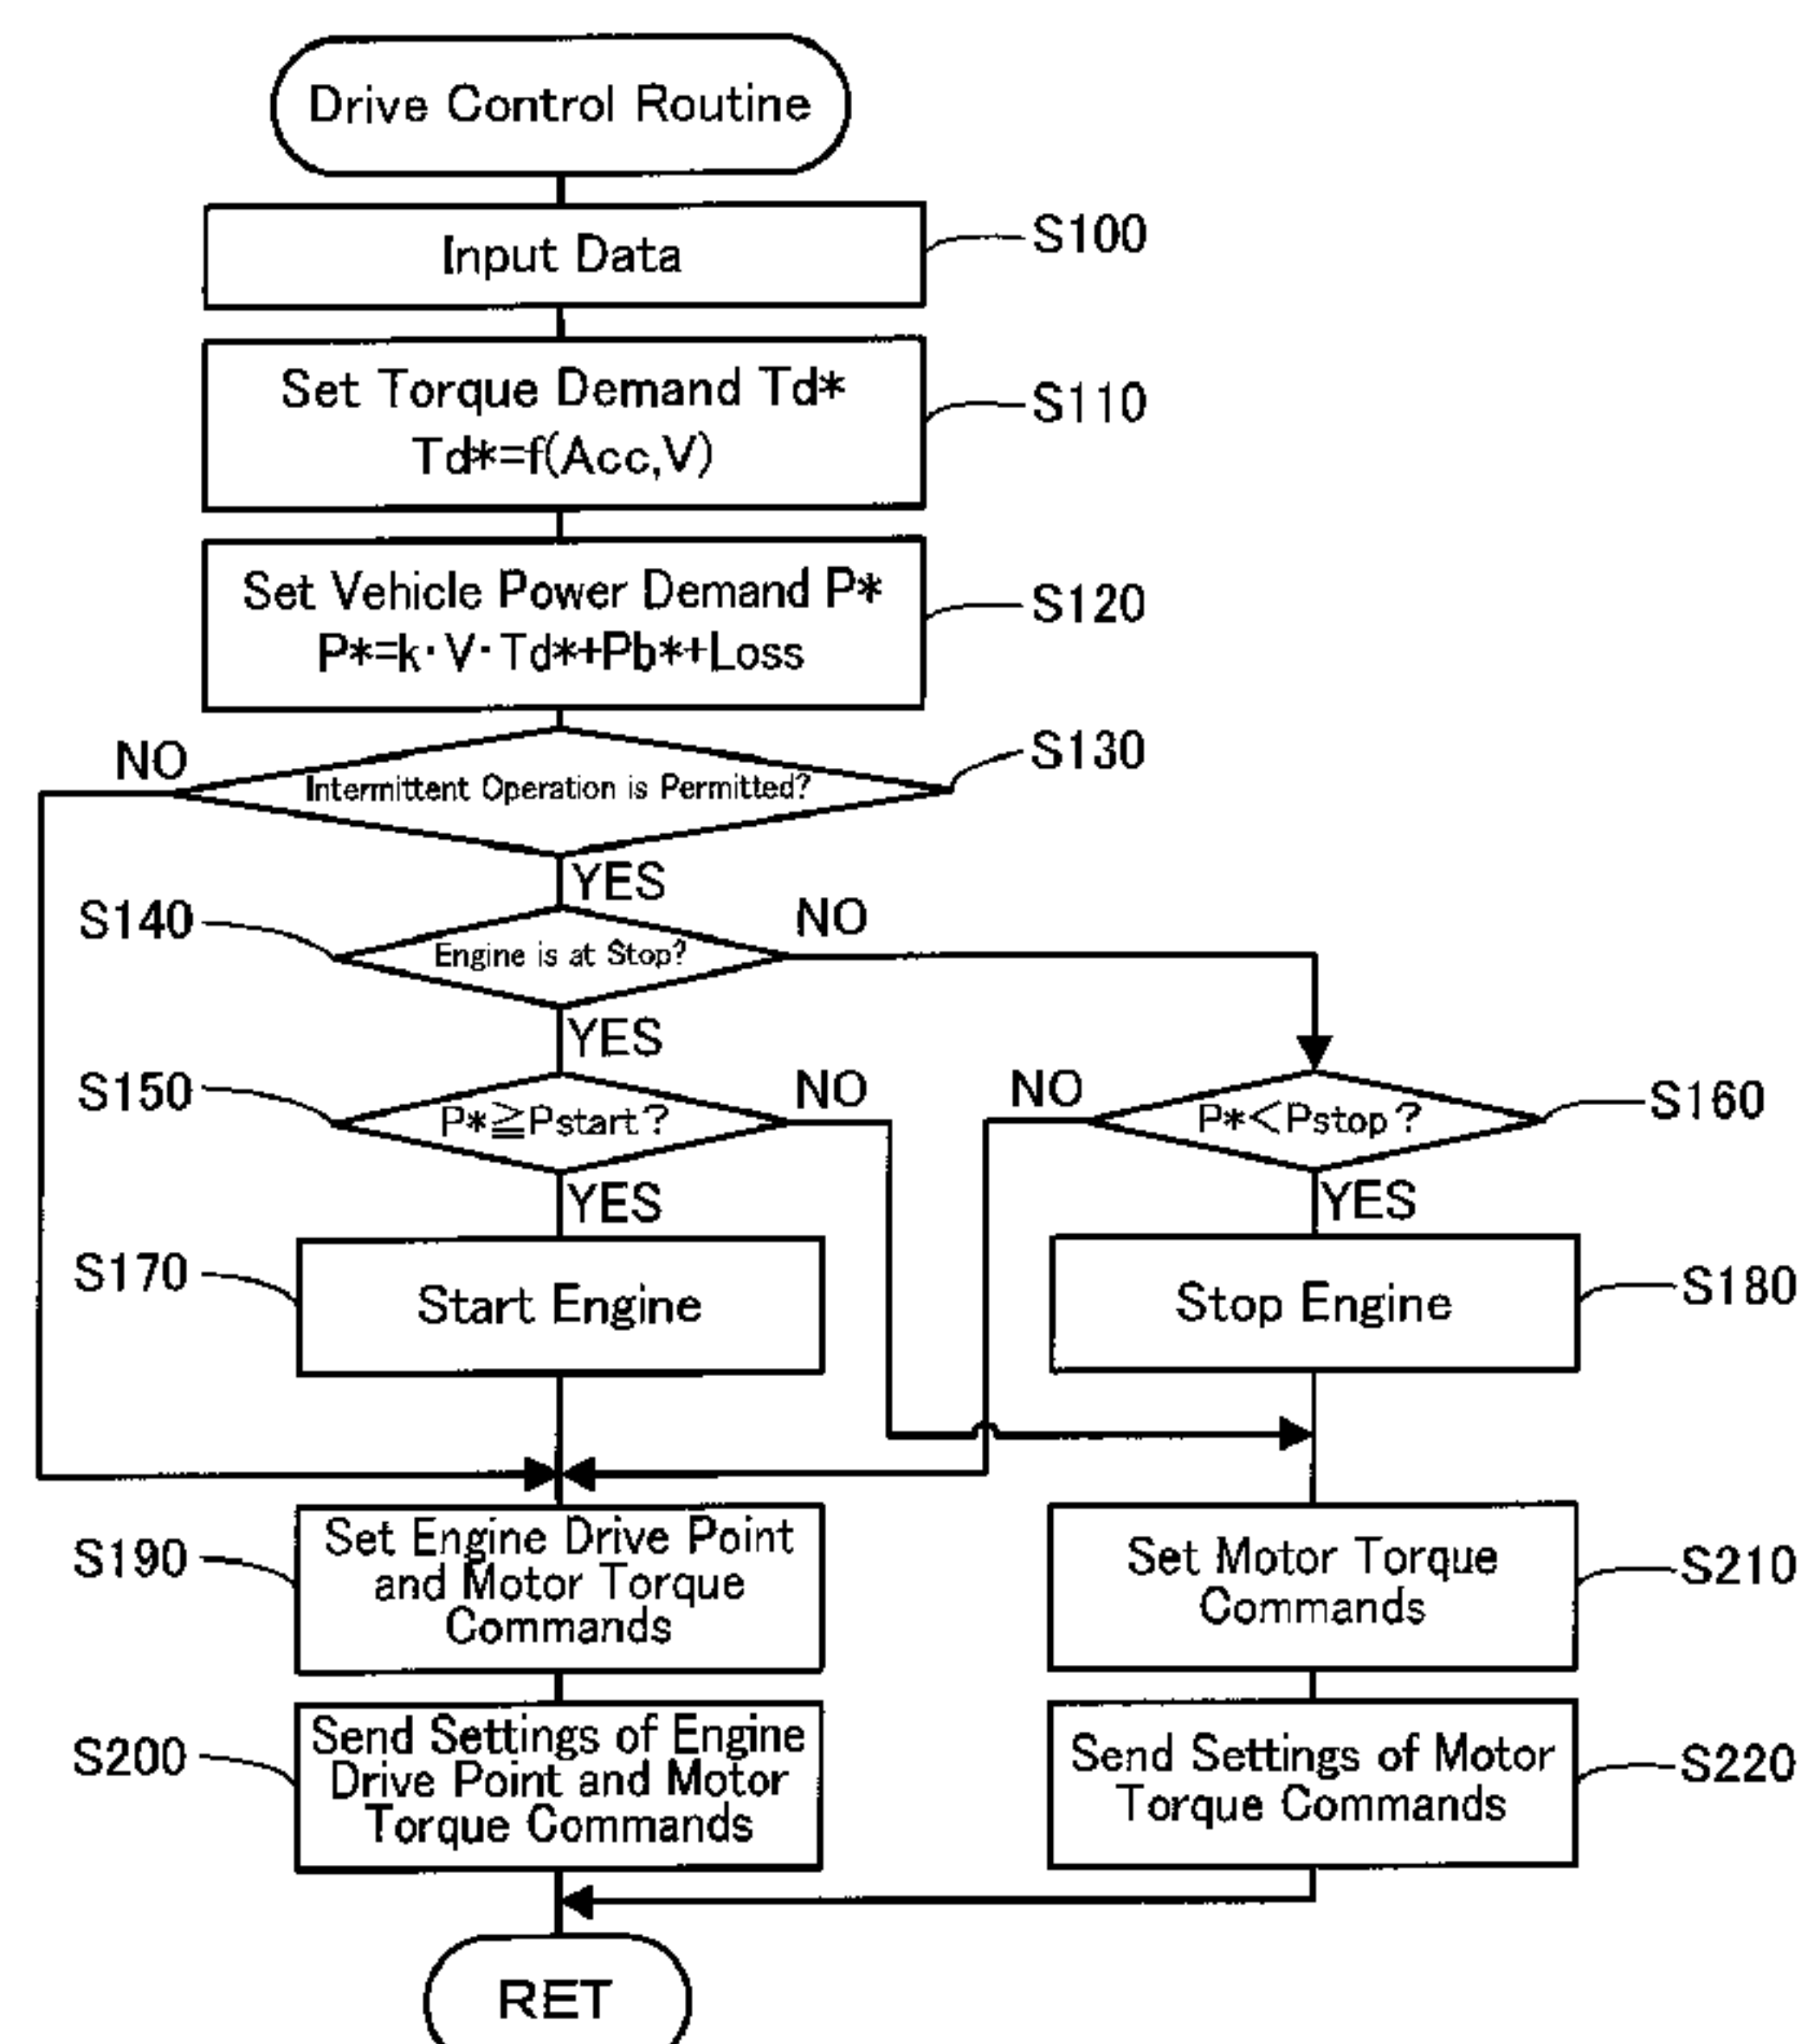 Drive Control Routine
Input Data
S100
Set Torque Demand Td*
Td*=f(Acc,V)
S110
Set Vehicle Power Demand P*
P*=k·V·Td*+Pb*+Loss
S120
NO
Intermittent Operation is Permitted?
S130
YES
S140
Engine is at Stop?
NO
YES
S150
P*≧Pstart?
NO
NO
P*<Pstop?
S160
YES
YES
S170
Start Engine
Stop Engine
S180
S190
Set Engine Drive Point
and Motor Torque
Commands
Set Motor Torque
Commands
S210
S200
Send Settings of Engine
Drive Point and Motor
Torque Commands
Send Settings of Motor
Torque Commands
S220
RET